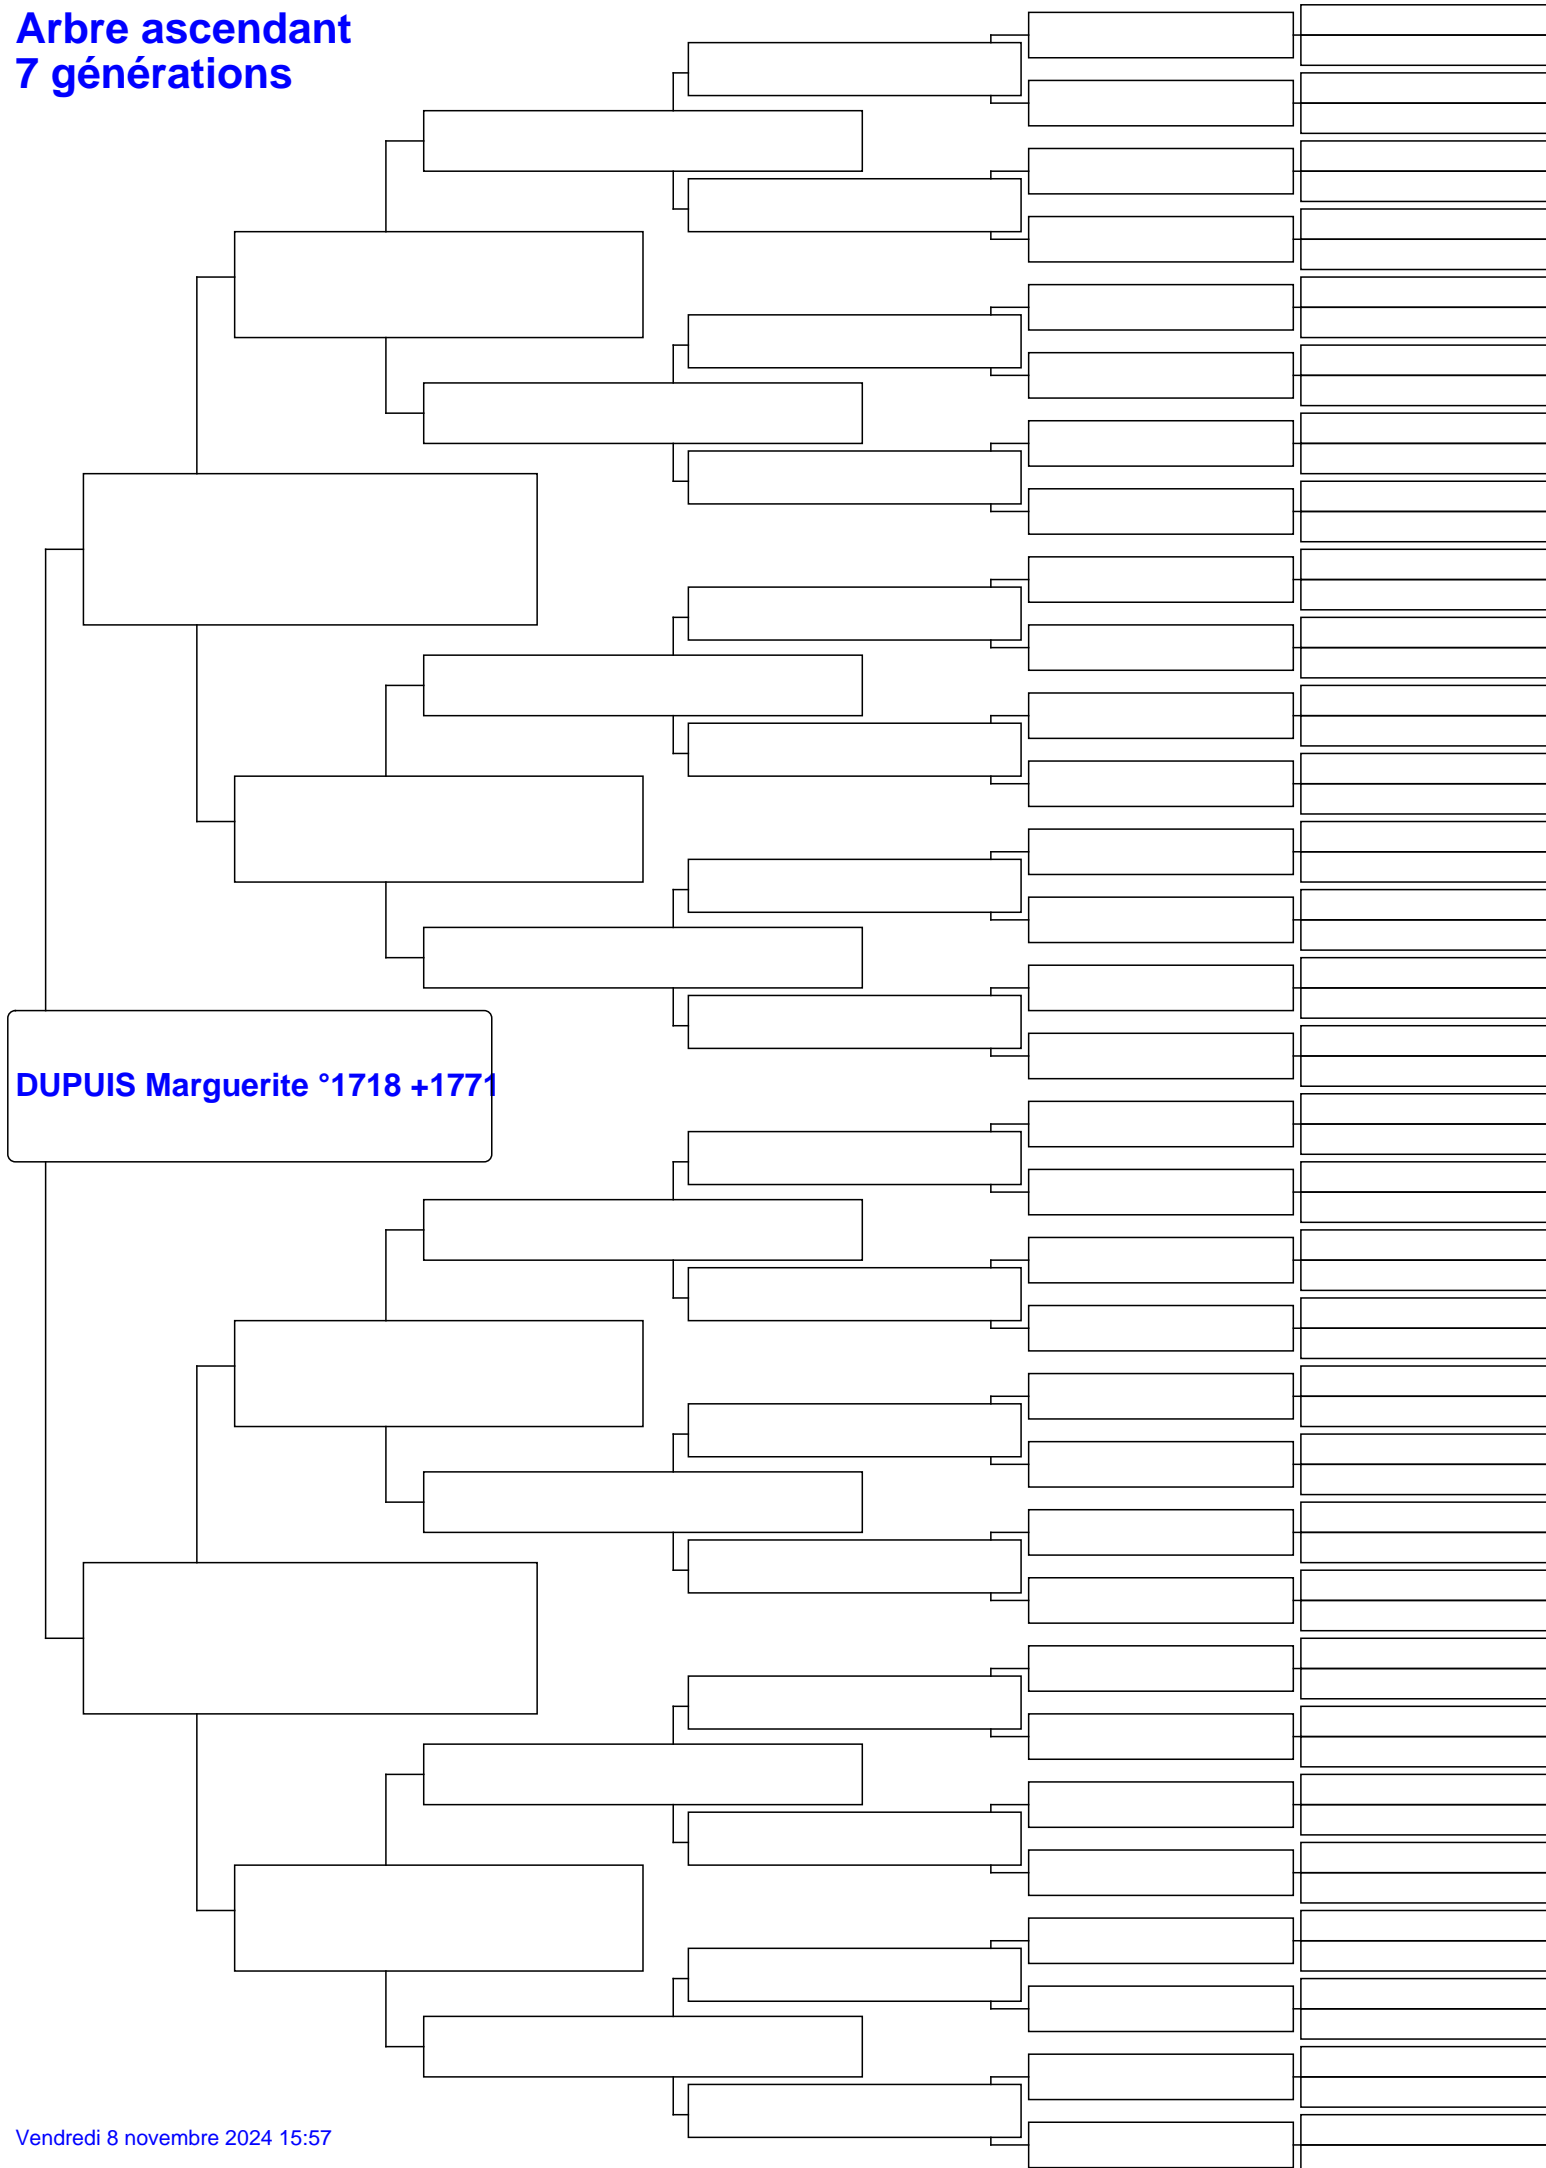 Arbre ascendant
7 générations
DUPUIS Marguerite °1718 +1771
Vendredi 8 novembre 2024 15:57